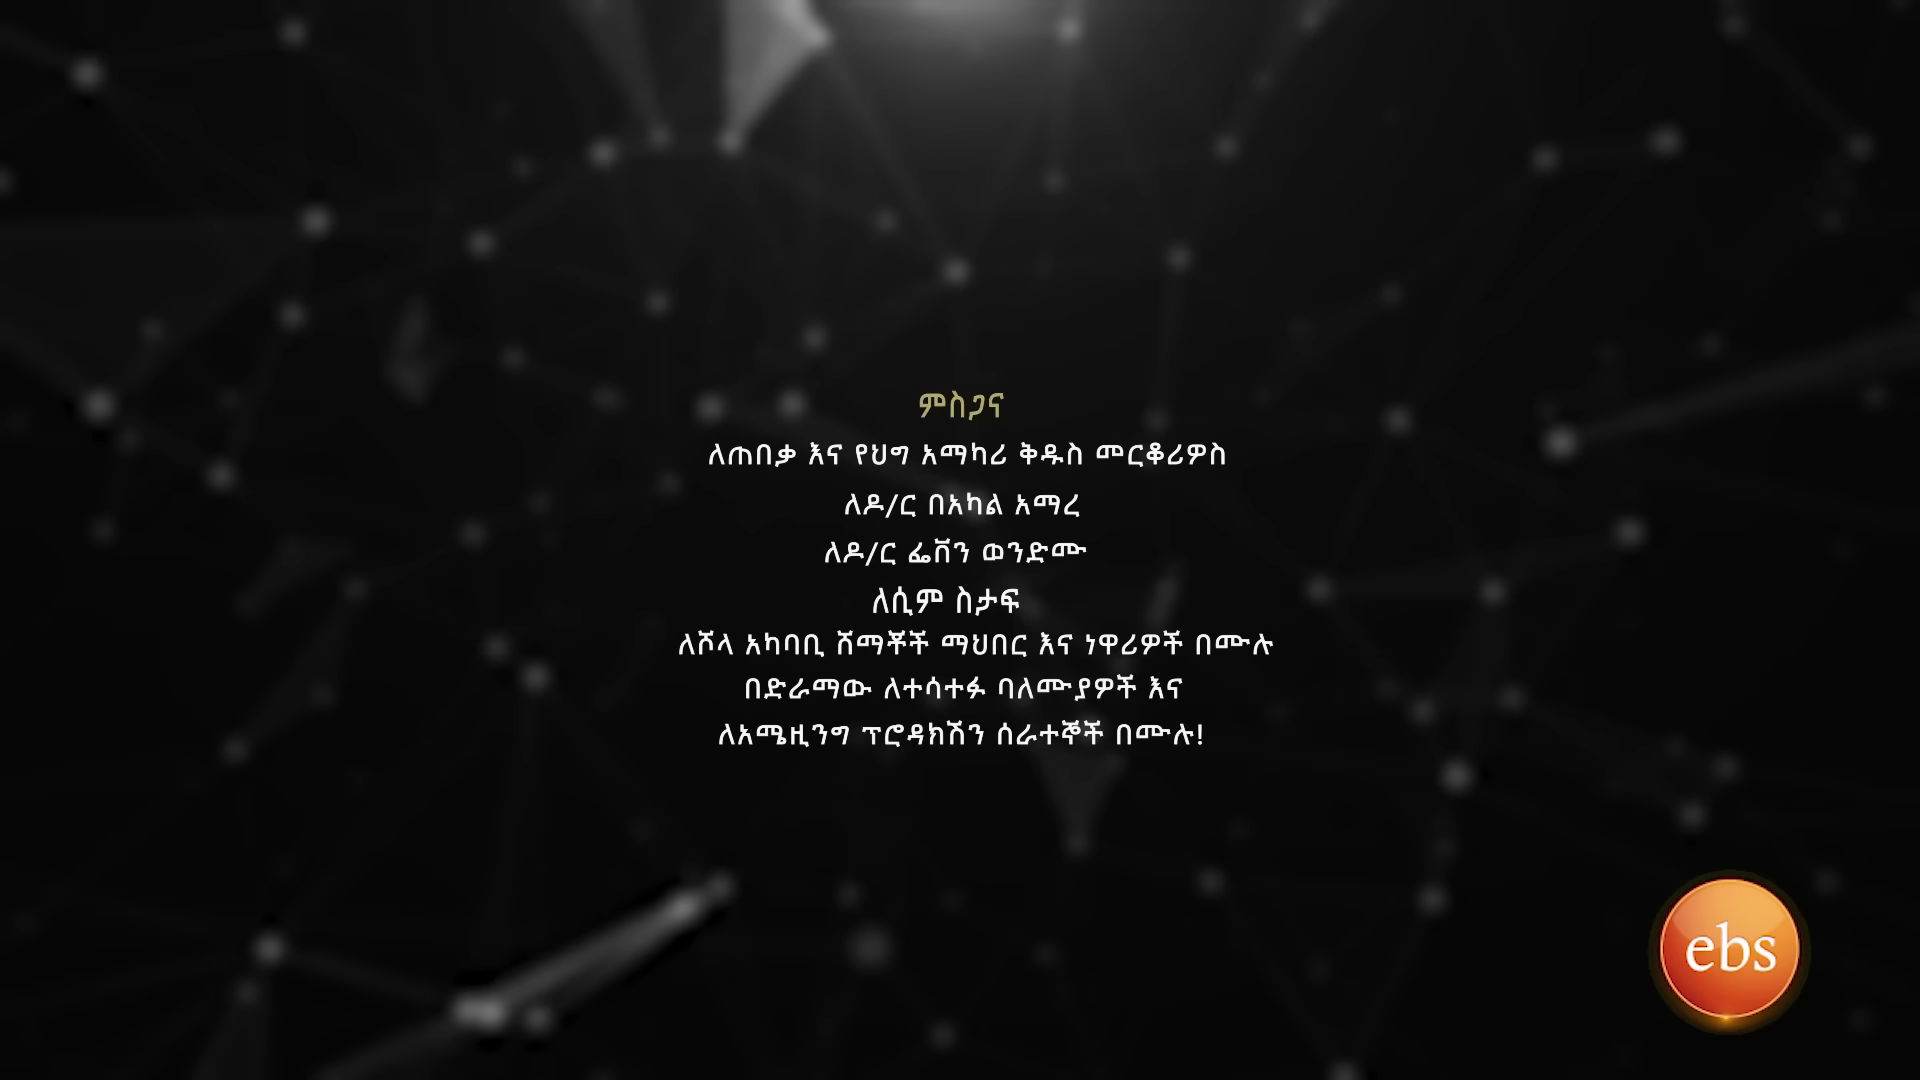 ምስጋና
ለጠበቃ እና የህግ አማካሪ ቅዱስ መርቆሪዎስ
ለዶ/ር በአካል አማረ
ለዶ/ር ፌቨን ወንድሙ
ለሲም ስታፍ
ለሾላ አካባቢ ሸማቾች ማህበር እና ነዋሪዎች በሙሉ
በድራማው ለተሳተፉ ባለሙያዎች እና
ለአሜዚንግ ፕሮዳክሽን ሰራተኞች በሙሉ!
ebs